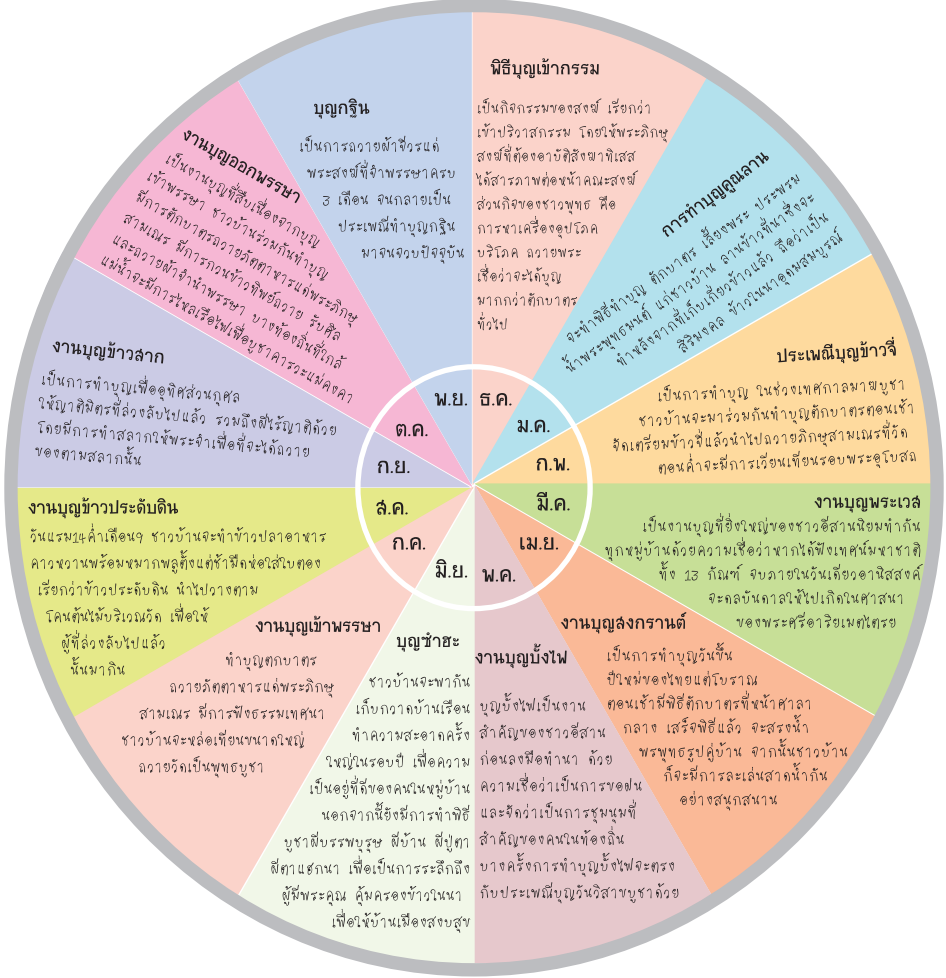 พิธีบุญเข้ากรรม
เป็นกิจกรรมของสงฆ์ เรียกว่า
เข้าปริวาสกรรม โดยให้พระภิกษุ
สงฆ์ที่ต้องอาบัติสังฆาทิเสส
ได้สารภาพต่อหน้าคณะสงฆ์
ส่วนกิจของชาวพุทธ คือ
การหาเครื่องอุปโภค
บริโภค ถวายพระ
เชื่อว่าจะได้บุญ
มากกว่าตักบาตร
ทั่วไป
ธ.ค.
การทำบุญคูณลาน
จะทำพิธีทำบุญ ตักบาตร เลี้ยงพระ ประพรม
น้ำพระพุทธมนต์ แก่ชาวบ้าน ลานข้าวที่นาซึ่งจะ
ทำหลังจากที่เก็บเกี่ยวข้าวแล้ว ถือว่าเป็น
สิริมงคล ข้าวในนาอุดมสมบูรณ์
ม.ค.
ประเพณีบุญข้าวจี่
เป็นการทำบุญ ในช่วงเทศกาลมาฆบูชา
ชาวบ้านจะมาร่วมกันทำบุญตักบาตรตอนเช้า
จัดเตรียมข้าวจี่แล้วนำไปถวายภิกษุสามเณรที่วัด
ตอนค่ำจะมีการเวียนเทียนรอบพระอุโบสถ
ก.พ.
งานบุญพระเวส
เป็นงานบุญที่ยิ่งใหญ่ของชาวอีสานนิยมทำกัน
ทุกหมู่บ้านด้วยความเชื่อว่าหากได้ฟังเทศน์มหาชาติ
ทั้ง 13 กัณฑ์ จบภายในวันเดียวอานิสสงค์
จะดลบันดาลให้ไปเกิดในศาสนา
ของพระศรีอาริยเมตไตรย
มี.ค.
งานบุญสงกรานต์
เป็นการทำบุญวันขึ้น
ปีใหม่ของไทยแต่โบราณ
ตอนเช้ามีพิธีตักบาตรที่หน้าศาลา
กลาง เสร็จพิธีแล้ว จะสรงน้ำ
พรพุทธรูปคู่บ้าน จากนั้นชาวบ้าน
ก็จะมีการละเล่นสาดน้ำกัน
อย่างสนุกสนาน
เม.ย.
งานบุญบั้งไฟ
บุญบั้งไฟเป็นงาน
สำคัญของชาวอีสาน
ก่อนลงมือทำนา ด้วย
ความเชื่อว่าเป็นการขอฝน
และจัดว่าเป็นการชุมนุมที่
สำคัญของคนในท้องถิ่น
บางครั้งการทำบุญบั้งไฟจะตรง
กับประเพณีบุญวันวิสาขบูชาด้วย
พ.ค.
บุญซำฮะ
ชาวบ้านจะพากัน
เก็บกวาดบ้านเรือน
ทำความสะอาดครั้ง
ใหญ่ในรอบปี เพื่อความ
เป็นอยู่ที่ดีของคนในหมู่บ้าน
นอกจากนี้ยังมีการทำพิธี
บูชาผีบรรพบุรุษ ผีบ้าน ผีปู่ตา
ผีตาแฮกนา เพื่อเป็นการระลึกถึง
ผู้มีพระคุณ คุ้มครองข้าวในนา
เพื่อให้บ้านเมืองสงบสุข
มิ.ย.
งานบุญเข้าพรรษา
ทำบุญตกบาตร
ถวายภัตตาหารแด่พระภิกษุ
สามเณร มีการฟังธรรมเทศนา
ชาวบ้านจะหล่อเทียนขนาดใหญ่
ถวายวัดเป็นพุทธบูชา
ก.ค.
งานบุญข้าวประดับดิน
วันแรม14ค่ำเดือน9 ชาวบ้านจะทำข้าวปลาอาหาร
คาวหวานพร้อมหมากพลูตั้งแต่ช้ามืดห่อใส่ใบตอง
เรียกว่าข้าวประดับดิน นำไปวางตาม
โคนต้นไม้บริเวณวัด เพื่อให้
ผู้ที่ล่วงลับไปแล้ว
นั้นมากิน
ส.ค.
งานบุญข้าวสาก
เป็นการทำบุญเพื่ออุทิศส่วนกุศล
ให้ญาติมิตรที่ล่วงลับไปแล้ว รวมถึงผีไร้ญาติด้วย
โดยมีการทำสลากให้พระจำเพื่อที่จะได้ถวาย
ของตามสลากนั้น
ก.ย.
งานบุญออกพรรษา
เป็นงานบุญที่สืบเนื่องจากบุญ
เข้าพรรษา ชาวบ้านร่วมกันทำบุญ
มีการตักบาตรถวายภัตตาหารแด่พระภิกษุ
สามเณร มีการกวนข้าวทิพย์ถวาย รับศีล
และถวายผ้าจำนำพรรษา บางท้องถิ่นที่ใกล้
แม่น้ำจะมีการไหลเรือไฟเพื่อบูชาคารวะแม่คงคา
ต.ค.
บุญกฐิน
เป็นการถวายผ้าจีวรแด่
พระสงฆ์ที่จำพรรษาครบ
3 เดือน จนกลายเป็น
ประเพณีทำบุญกฐิน
มาจนจวบปัจจุบัน
พ.ย.